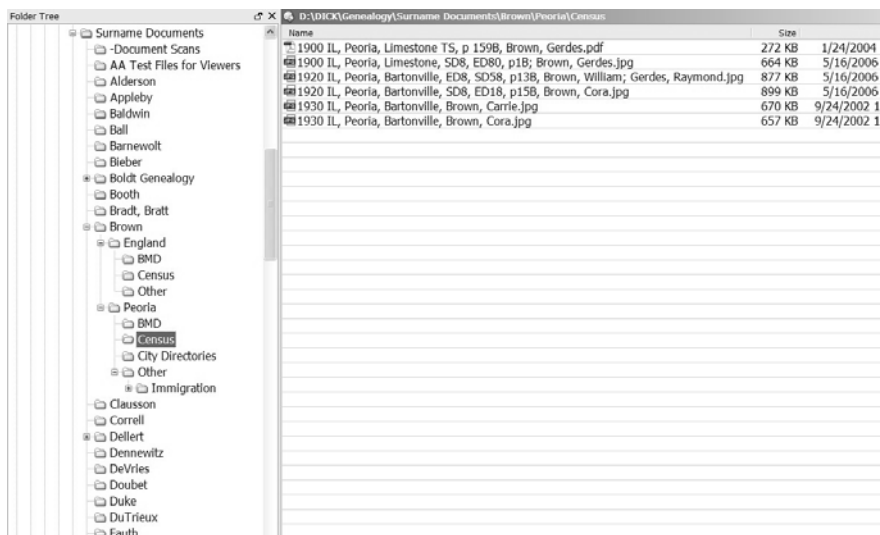 Folder Tree
Surname Documents
-Document Scans
AA Test Files for Viewers
Alderson
Appleby
Baldwin
Ball
Barnewolt
Bieber
Boldt Genealogy
Booth
Bradt, Bratt
Brown
England
BMD
Census
Other
Peoria
BMD
Census
City Directories
Other
Immigration
Clausson
Correll
Dellert
Dennewitz
DeVries
Doubet
Duke
DuTrieux
Fauth
D:\DICK\Genealogy\Surname Documents\Brown\Peoria\Census
Name Size
1900 IL, Peoria, Limestone TS, p 159B, Brown, Gerdes.pdf 272 KB 1/24/2004
1900 IL, Peoria, Limestone, SD8, ED80, p1B; Brown, Gerdes.jpg 664 KB 5/16/2006
1920 IL, Peoria, Bartonville, ED8, SD58, p13B, Brown, William; Gerdes, Raymond.jpg 877 KB 5/16/2006
1920 IL, Peoria, Bartonville, SD8, ED18, p15B, Brown, Cora.jpg 899 KB 5/16/2006
1930 IL, Peoria, Bartonville, Brown, Carrie.jpg 670 KB 9/24/2002 1
1930 IL, Peoria, Bartonville, Brown, Cora.jpg 657 KB 9/24/2002 1